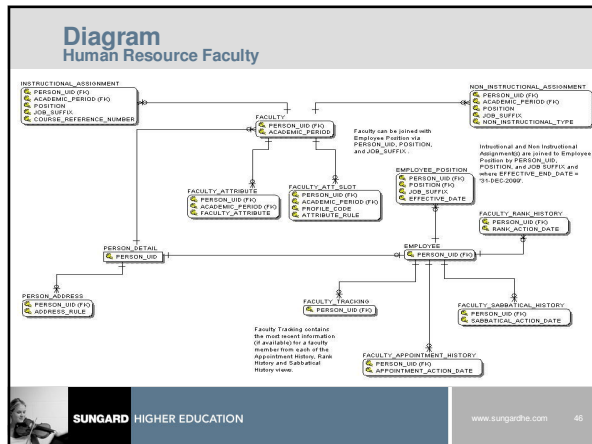 Diagram
Human Resource Faculty
INSTRUCTIONAL_ASSIGNMENT
PERSON_UID (FK)
ACADEMIC_PERIOD (FK)
POSITION
JOB_SUFFIX
COURSE_REFERENCE_NUMBER
NON_INSTRUCTIONAL_ASSIGNMENT
PERSON_UID (FK)
ACADEMIC_PERIOD (FK)
POSITION
JOB_SUFFIX
NON_INSTRUCTIONAL_TYPE
FACULTY
PERSON_UID (FK)
ACADEMIC_PERIOD
Faculty can be joined with
Employee Position via
PERSON_UID, POSITION,
and JOB_SUFFIX .
Intructional and Non Instructional
Assignment(s) are joined to Employee
Position by PERSON_UID,
POSITION, and JOB SUFFIX and
where EFFECTIVE_END_DATE =
'31-DEC-2099'.
FACULTY_ATTRIBUTE
PERSON_UID (FK)
ACADEMIC_PERIOD (FK)
FACULTY_ATTRIBUTE
FACULTY_ATT_SLOT
PERSON_UID (FK)
ACADEMIC_PERIOD (FK)
PROFILE_CODE
ATTRIBUTE_RULE
EMPLOYEE_POSITION
PERSON_UID (FK)
POSITION (FK)
JOB_SUFFIX
EFFECTIVE_DATE
FACULTY_RANK_HISTORY
PERSON_UID (FK)
RANK_ACTION_DATE
PERSON_DETAIL
PERSON_UID
EMPLOYEE
PERSON_UID (FK)
PERSON_ADDRESS
PERSON_UID (FK)
ADDRESS_RULE
FACULTY_TRACKING
PERSON_UID (FK)
FACULTY_SABBATICAL_HISTORY
PERSON_UID (FK)
SABBATICAL_ACTION_DATE
Faculty Tracking contains
the most recent information
(if available) for a faculty
member from each of the
Appointment History, Rank
History and Sabbatical
History views.
FACULTY_APPOINTMENT_HISTORY
PERSON_UID (FK)
APPOINTMENT_ACTION_DATE
SUNGARD HIGHER EDUCATION
www.sungardhe.com 46